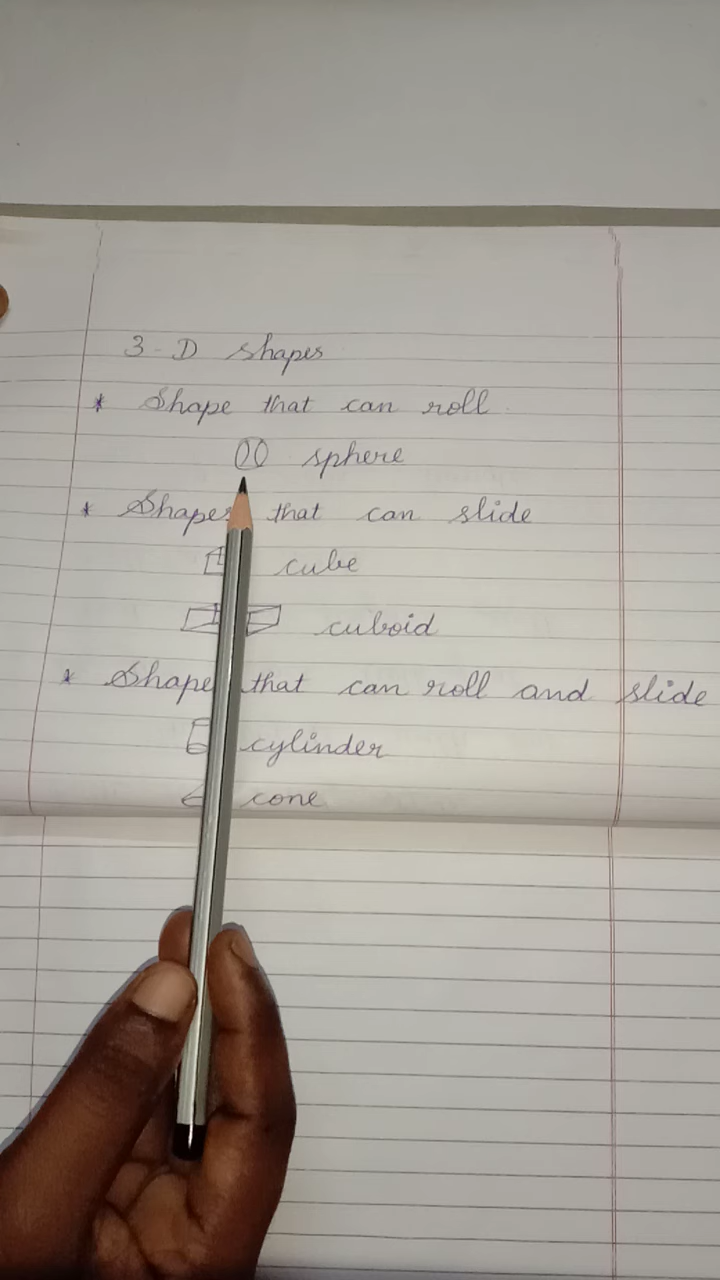 3-D shapes
* Shape that can roll
sphere
* Shapes that can slide
cube
cuboid
* Shape that can roll and slide
cylinder
cone